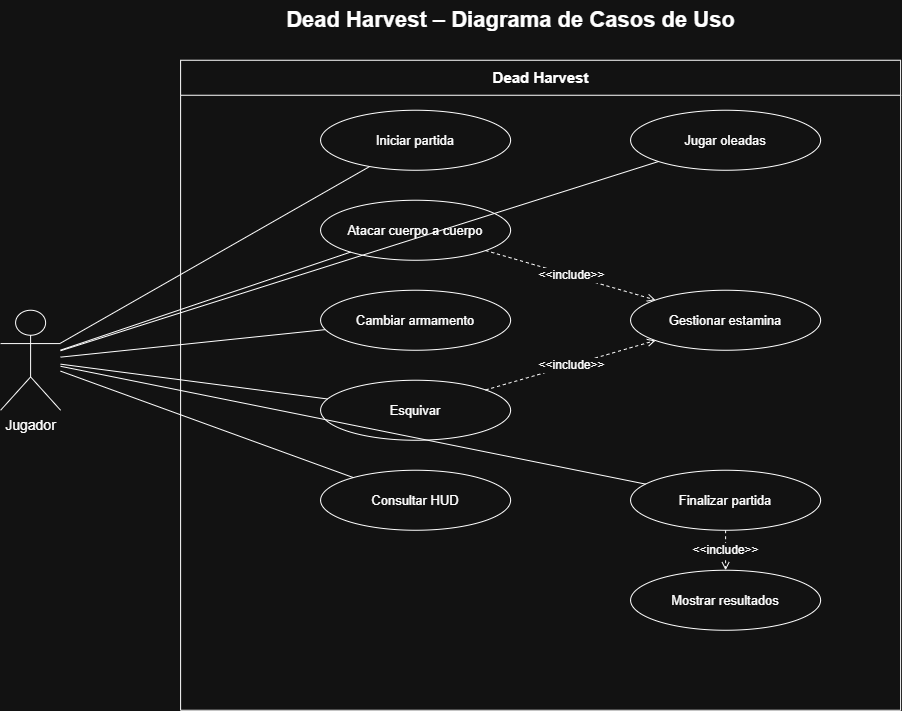 Dead Harvest – Diagrama de Casos de Uso
Dead Harvest
Iniciar partida
Jugar oleadas
Atacar cuerpo a cuerpo
<<include>>
Cambiar armamento
Gestionar estamina
<<include>>
Esquivar
Jugador
Consultar HUD
Finalizar partida
<<include>>
Mostrar resultados